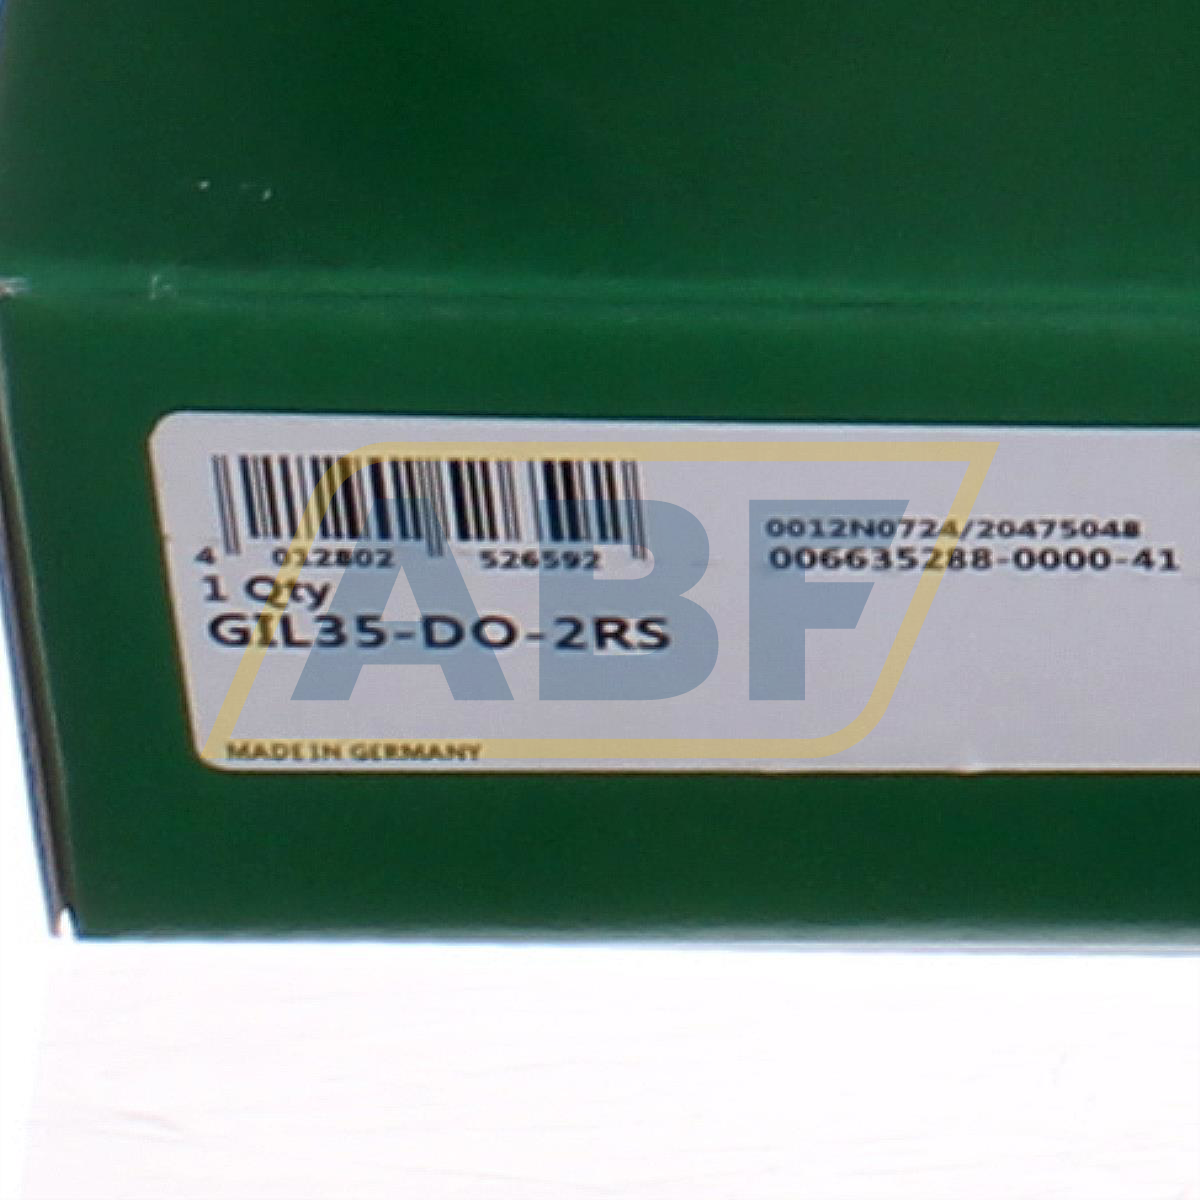 4 012802 526592
0012N0724/20475048
006635288-0000-41
1 Qty
GIL35-DO-2RS
MADE IN GERMANY
ABF